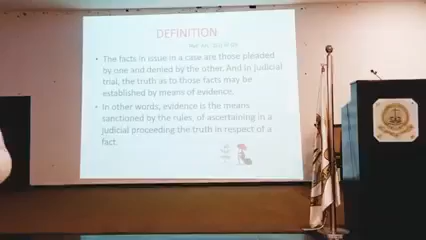 DEFINITION
• The facts in issue in a case are those pleaded
by one and denied by the other. And in judicial
trial, the truth as to those facts may be
established by means of evidence.
• In other words, evidence is the means
sanctioned by the rules, of ascertaining in a
judicial proceeding the truth in respect of a
fact.